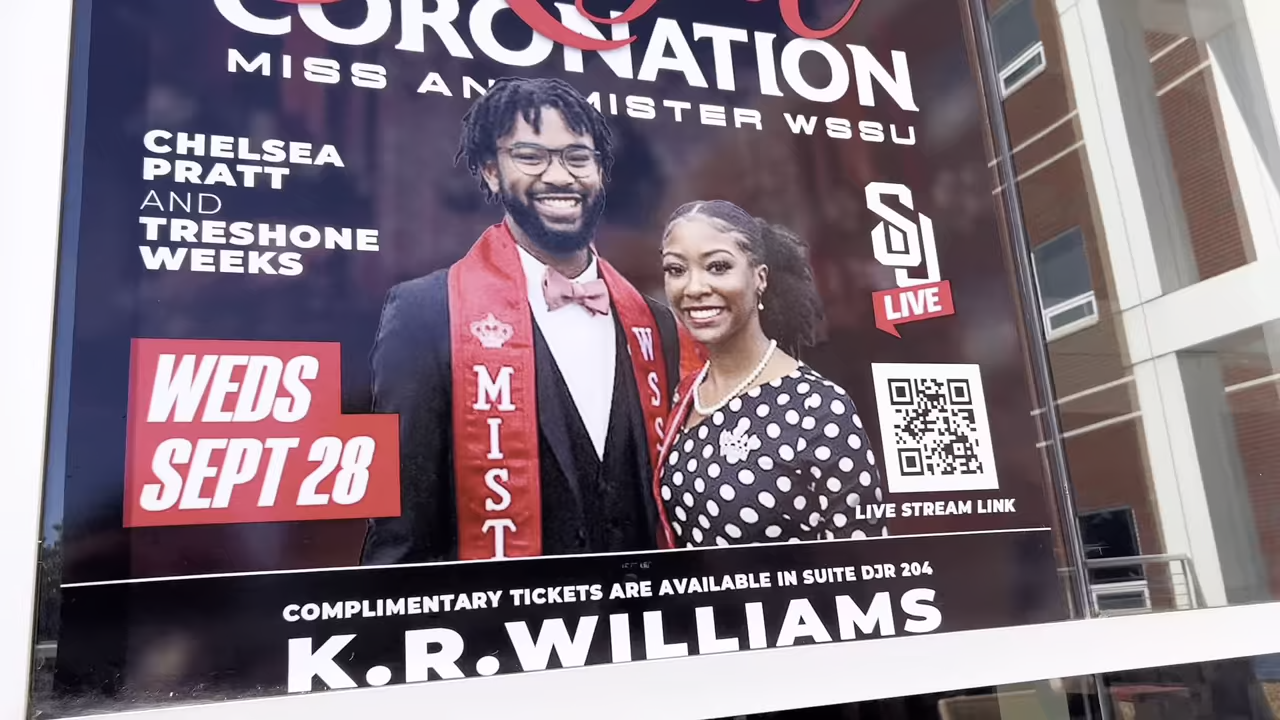 CORONATION
MISS AND MISTER WSSU
CHELSEA
PRATT
AND
TRESHONE
WEEKS
WEDS
SEPT 28
MIST
WSS
LIVE
LIVE STREAM LINK
COMPLIMENTARY TICKETS ARE AVAILABLE IN SUITE DJR 204
K.R.WILLIAMS